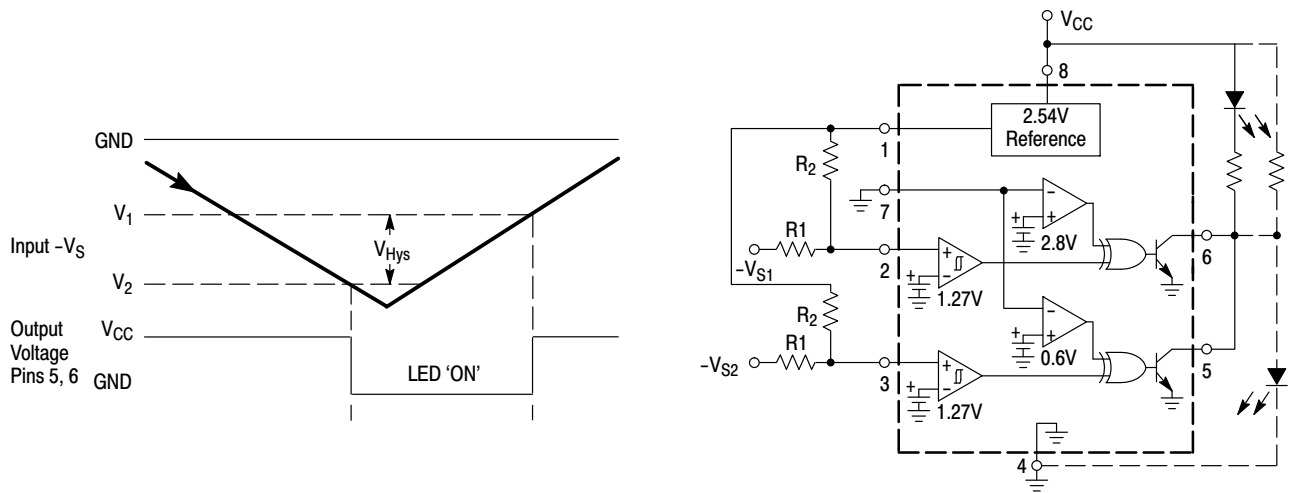 GND
V1
Input –VS
VHys
V2
Output
Voltage
Pins 5, 6
VCC
GND
LED ‘ON’
VCC
8
2.54V
Reference
1
R2
7
R1
–VS1
2
+
–
1.27V
–
+
+
2.8V
6
R2
R1
–VS2
3
+
–
+
1.27V
–
+
+
0.6V
5
+
4